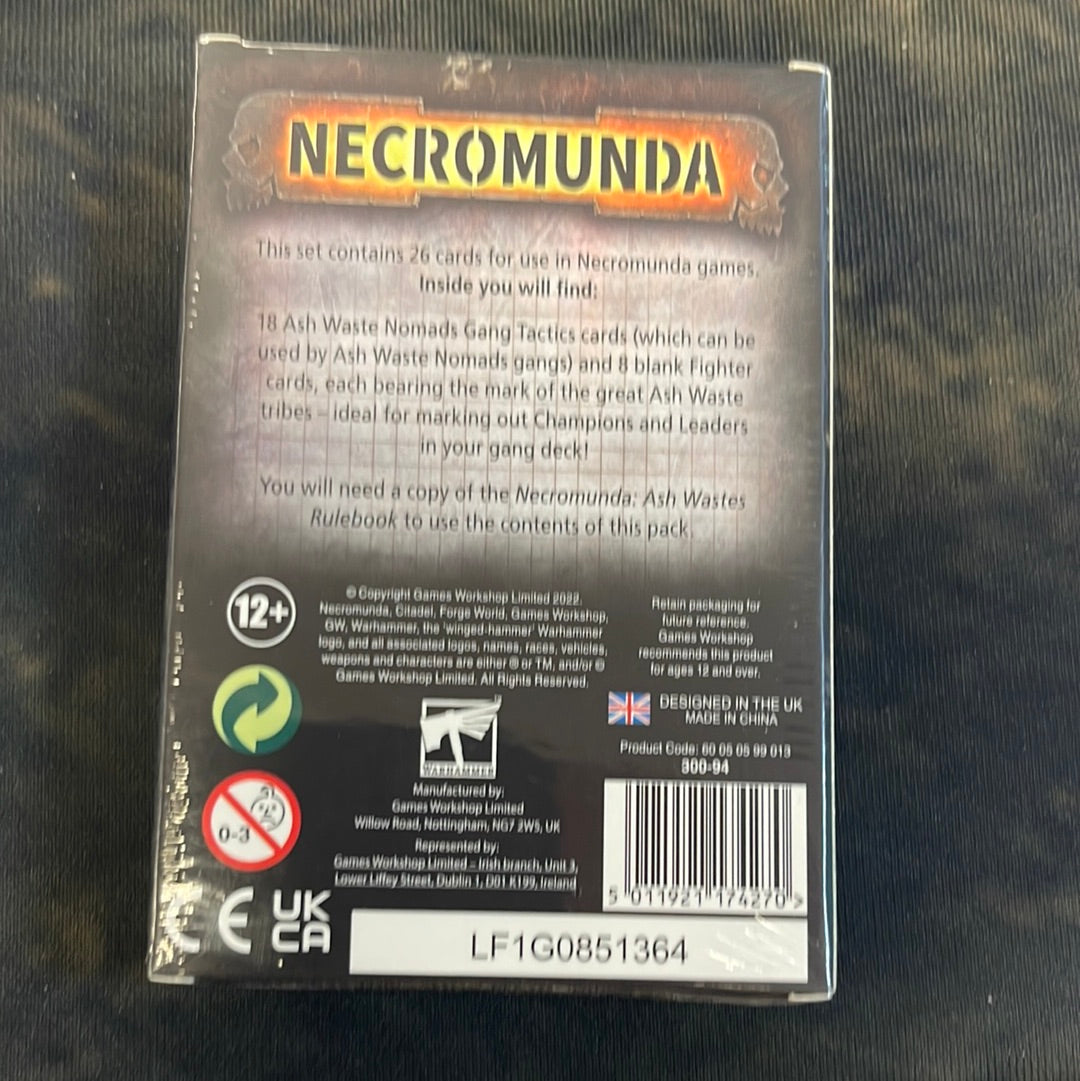 NECROMUNDA
This set contains 26 cards for use in Necromunda games.
Inside you will find:
18 Ash Waste Nomads Gang Tactics cards (which can be
used by Ash Waste Nomads gangs) and 8 blank Fighter
cards, each bearing the mark of the great Ash Waste
tribes – ideal for marking out Champions and Leaders
in your gang deck!
You will need a copy of the Necromunda: Ash Wastes
Rulebook to use the contents of this pack.
12+
© Copyright Games Workshop Limited 2022.
Necromunda, Citadel, Forge World, Games Workshop,
GW, Warhammer, the 'winged-hammer' Warhammer
logo, and all associated logos, names, races, vehicles,
weapons and characters are either ® or TM, and/or ©
Games Workshop Limited. All Rights Reserved.
Retain packaging for
future reference.
Games Workshop
recommends this product
for ages 12 and over.
DESIGNED IN THE UK
MADE IN CHINA
Product Code: 60 05 05 99 013
300-94
WARHAMMER
Manufactured by:
Games Workshop Limited
Willow Road, Nottingham, NG7 2WS, UK
Represented by:
Games Workshop Limited – Irish branch, Unit 3,
Lower Liffey Street, Dublin 1, D01 K199, Ireland
0-3
5 011921 174270 >
CE
UK
CA
LF1G0851364